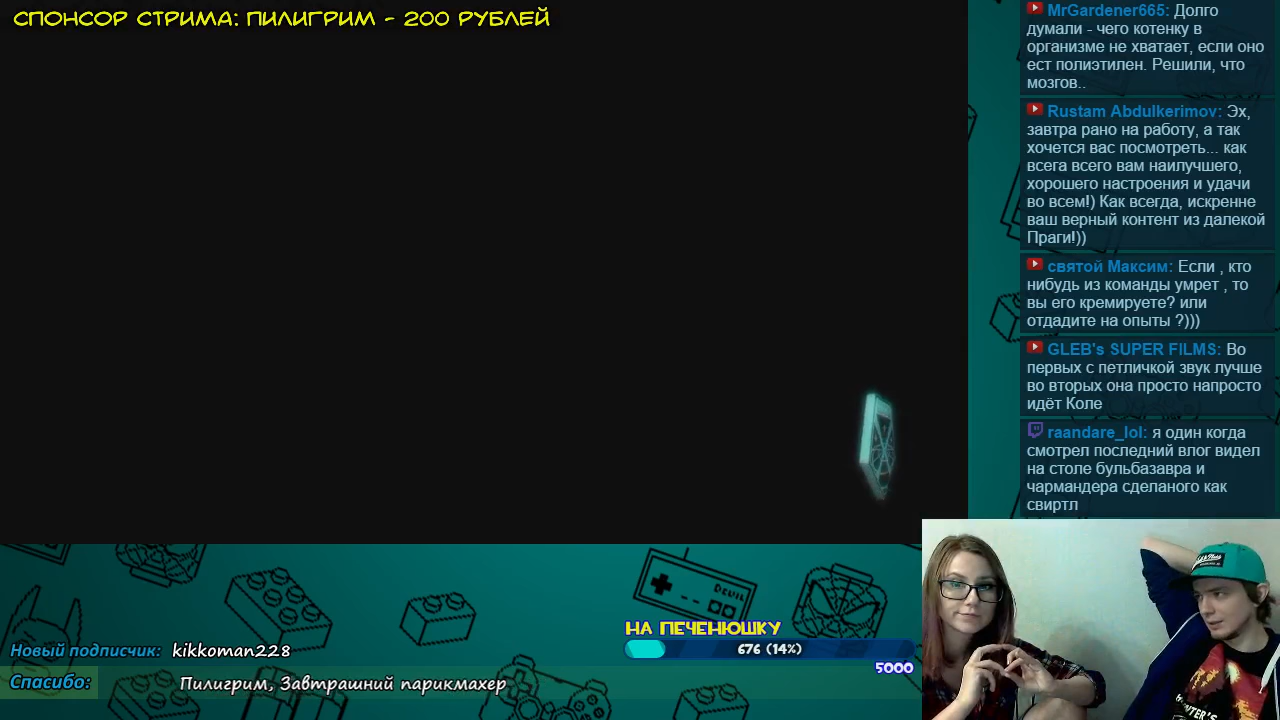 СПОНСОР СТРИМА: ПИЛИГРИМ - 200 РУБЛЕЙ
MrGardener665: Долго
думали - чего котенку в
организме не хватает, если оно
ест полиэтилен. Решили, что
мозгов..
Rustam Abdulkerimov: Эх,
завтра рано на работу, а так
хочется вас посмотреть... как
всега всего вам наилучшего,
хорошего настроения и удачи
во всем!) Как всегда, искренне
ваш верный контент из далекой
Праги!))
святой Максим: Если , кто
нибудь из команды умрет , то
вы его кремируете? или
отдадите на опыты ?)))
GLEB's SUPER FILMS: Во
первых с петличкой звук лучше
во вторых она просто напросто
идёт Коле
raandare_lol: я один когда
смотрел последний влог видел
на столе бульбазавра и
чармандера сделаного как
свиртл
DEVIL
НА ПЕЧЕНЮШКУ
676 (14%)
5000
Новый подписчик: kikkoman228
Спасибо: Пилигрим, Завтрашний парикмахер